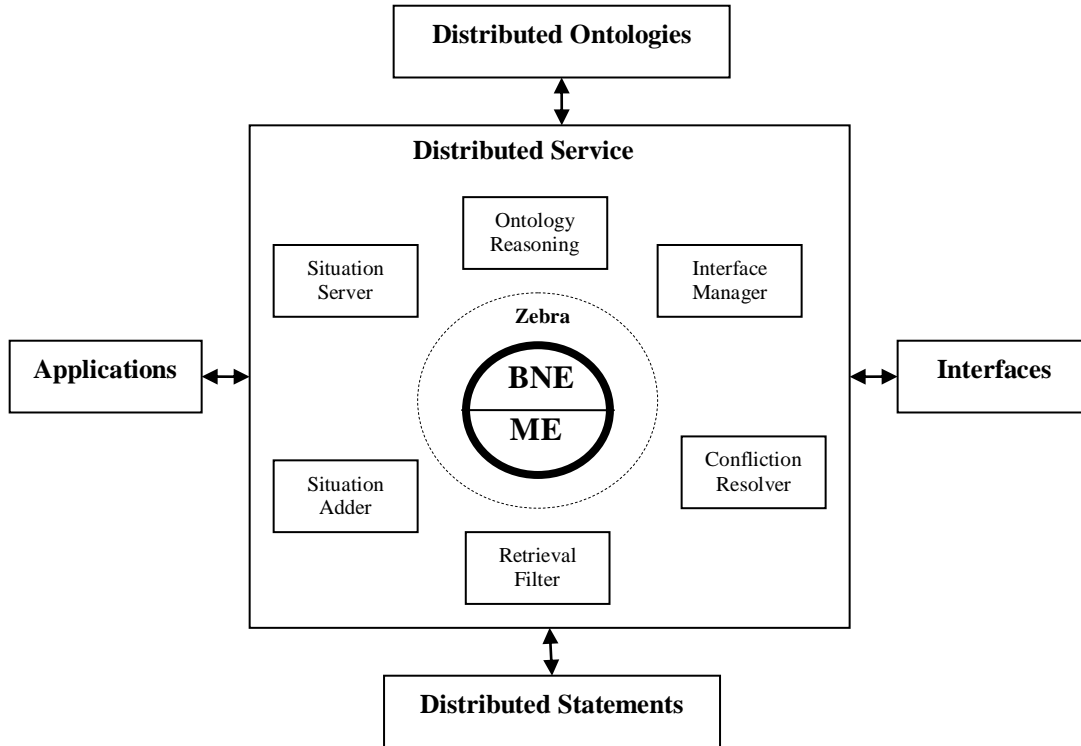 Distributed Ontologies
Distributed Service
Ontology
Reasoning
Situation
Server
Interface
Manager
Zebra
Applications
BNE
ME
Interfaces
Situation
Adder
Confliction
Resolver
Retrieval
Filter
Distributed Statements